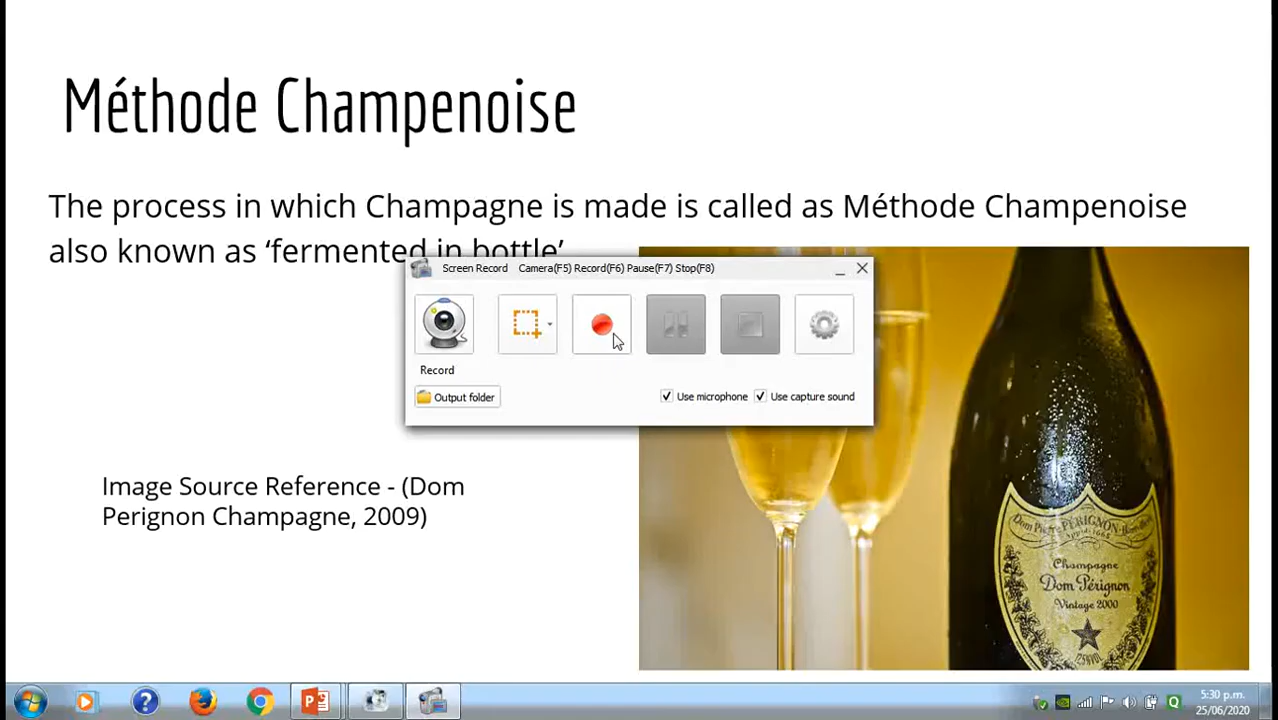 Méthode Champenoise
The process in which Champagne is made is called as Méthode Champenoise
also known as ‘fermented in bottle’
Screen Record Camera(F5) Record(F6) Pause(F7) Stop(F8)
Record
Output folder
Use microphone
Use capture sound
Image Source Reference - (Dom
Perignon Champagne, 2009)
PÉRIGNON
Champagne
Dom Pérignon
Vintage 2000
5:30 p.m.
25/06/2020